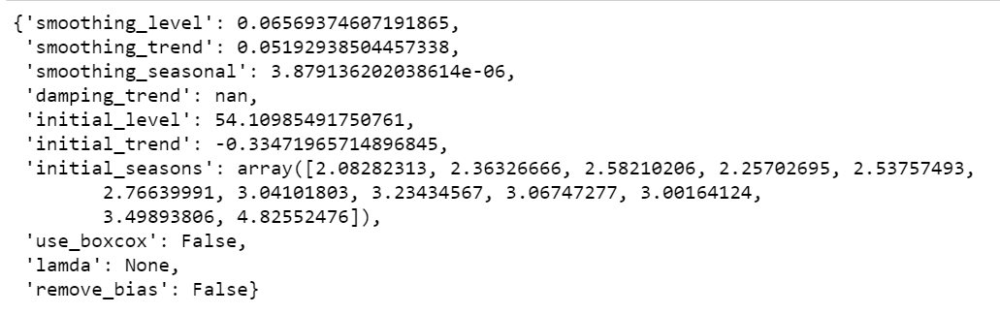 {'smoothing_level': 0.06569374607191865,
'smoothing_trend': 0.05192938504457338,
'smoothing_seasonal': 3.879136202038614e-06,
'damping_trend': nan,
'initial_level': 54.10985491750761,
'initial_trend': -0.33471965714896845,
'initial_seasons': array([2.08282313, 2.36326666, 2.58210206, 2.25702695, 2.53757493,
2.76639991, 3.04101803, 3.23434567, 3.06747277, 3.00164124,
3.49893806, 4.82552476]),
'use_boxcox': False,
'lamda': None,
'remove_bias': False}